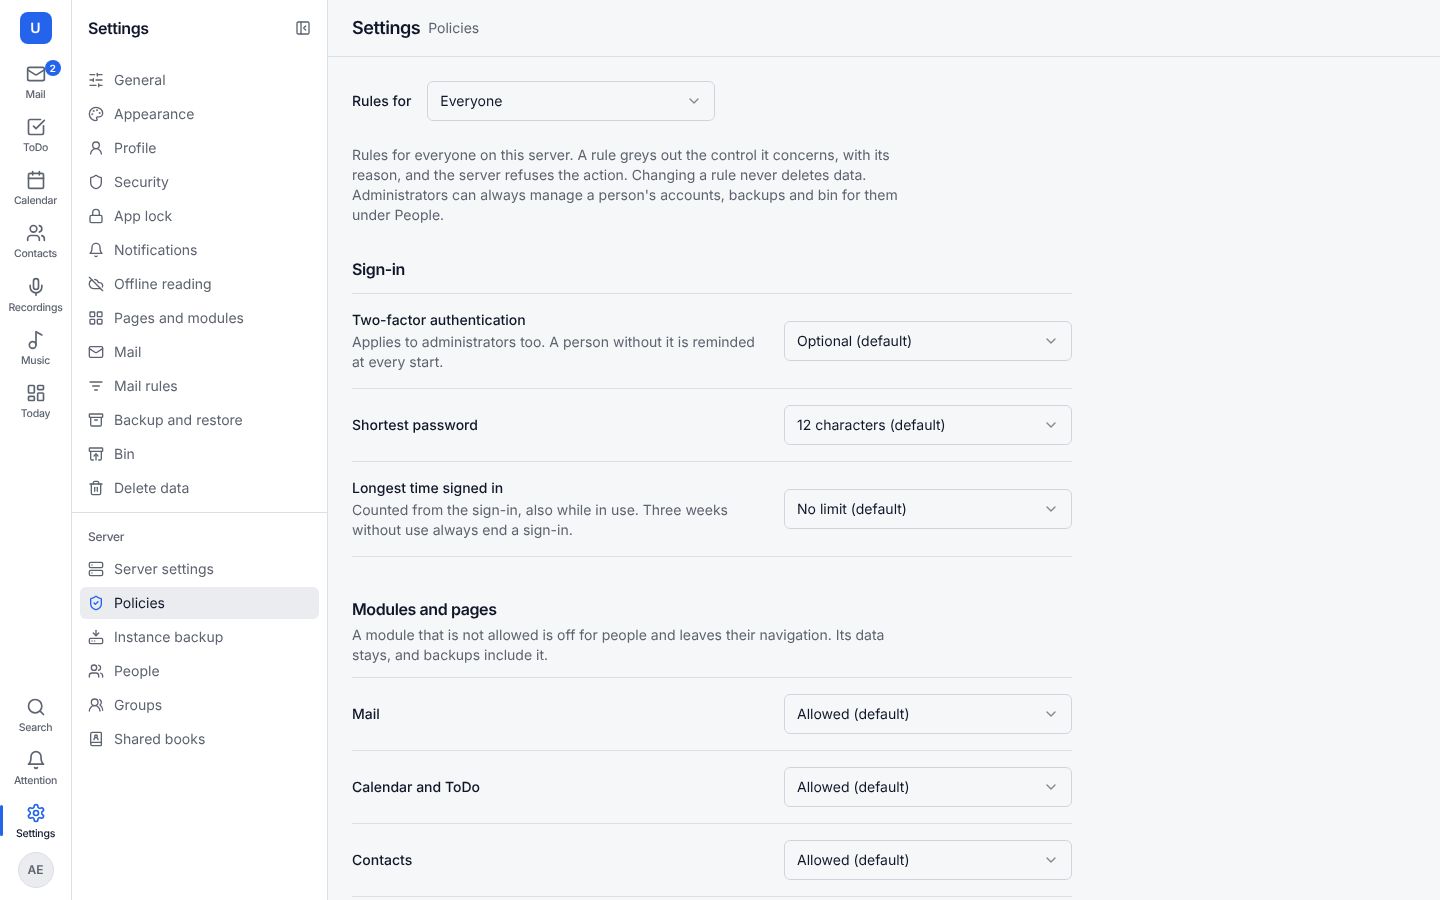 U
2
Mail
ToDo
Calendar
Contacts
Recordings
Music
Today
Search
Attention
Settings
AE
Settings
General
Appearance
Profile
Security
App lock
Notifications
Offline reading
Pages and modules
Mail
Mail rules
Backup and restore
Bin
Delete data
Server
Server settings
Policies
Instance backup
People
Groups
Shared books
Settings Policies
Rules for Everyone
Rules for everyone on this server. A rule greys out the control it concerns, with its
reason, and the server refuses the action. Changing a rule never deletes data.
Administrators can always manage a person's accounts, backups and bin for them
under People.
Sign-in
Two-factor authentication
Applies to administrators too. A person without it is reminded
at every start.
Optional (default)
Shortest password
12 characters (default)
Longest time signed in
Counted from the sign-in, also while in use. Three weeks
without use always end a sign-in.
No limit (default)
Modules and pages
A module that is not allowed is off for people and leaves their navigation. Its data
stays, and backups include it.
Mail
Allowed (default)
Calendar and ToDo
Allowed (default)
Contacts
Allowed (default)